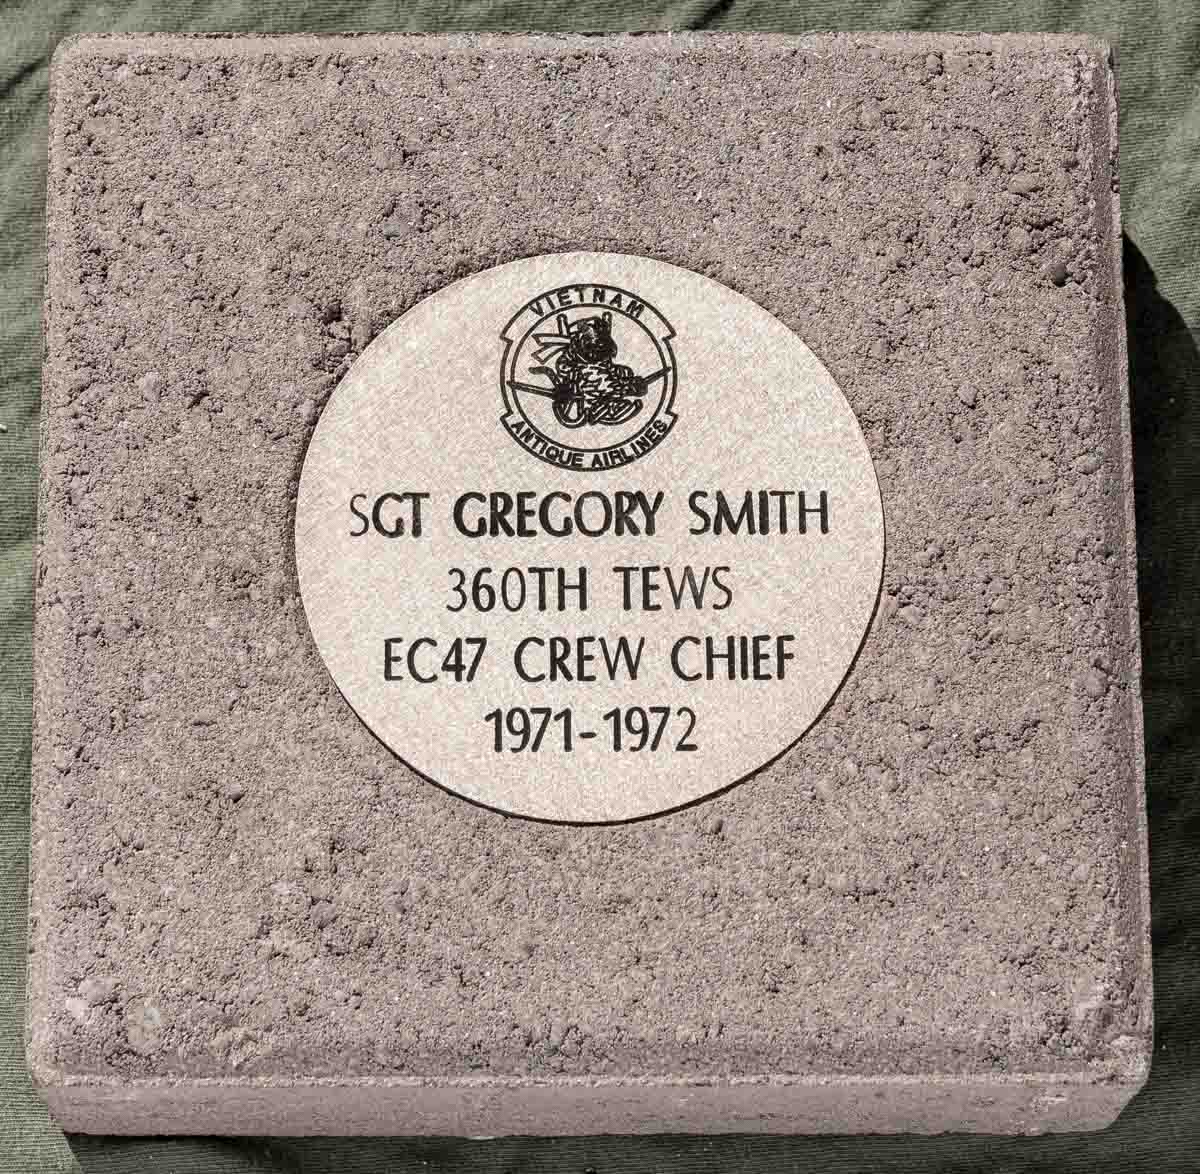 VIETNAM
ANTIQUE AIRLINES
SGT GREGORY SMITH
360TH TEWS
EC47 CREW CHIEF
1971-1972